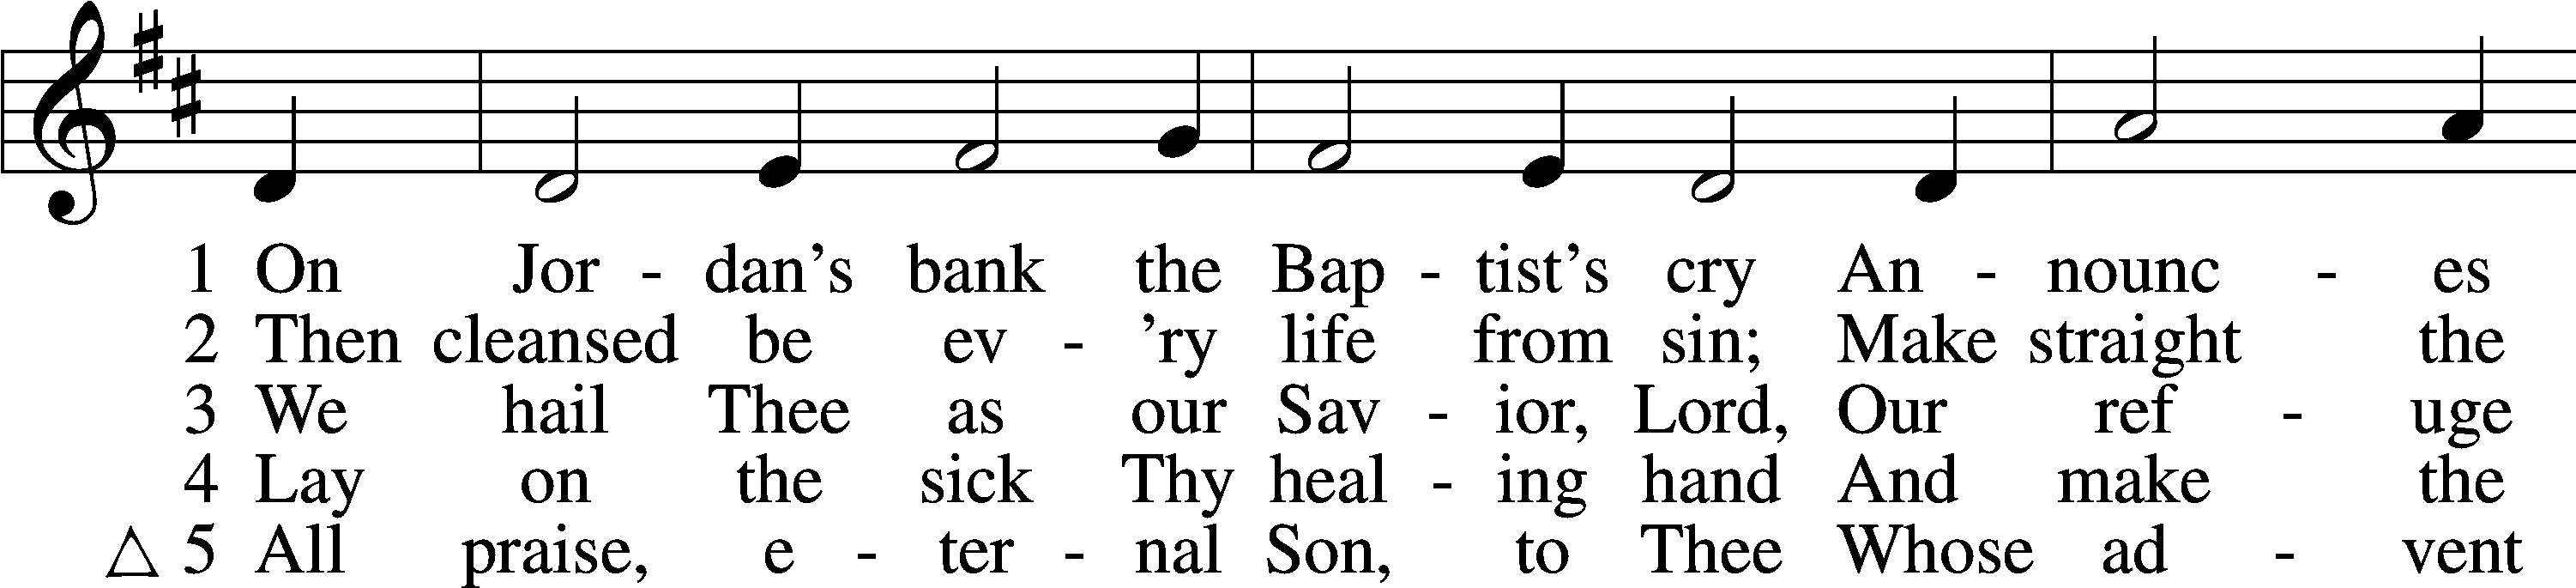 1 On Jor - dan's bank the Bap - tist's cry An - nounc - es
2 Then cleansed be ev - 'ry life from sin; Make straight the
3 We hail Thee as our Sav - ior, Lord, Our ref - uge
4 Lay on the sick Thy heal - ing hand And make the
△ 5 All praise, e - ter - nal Son, to Thee Whose ad - vent